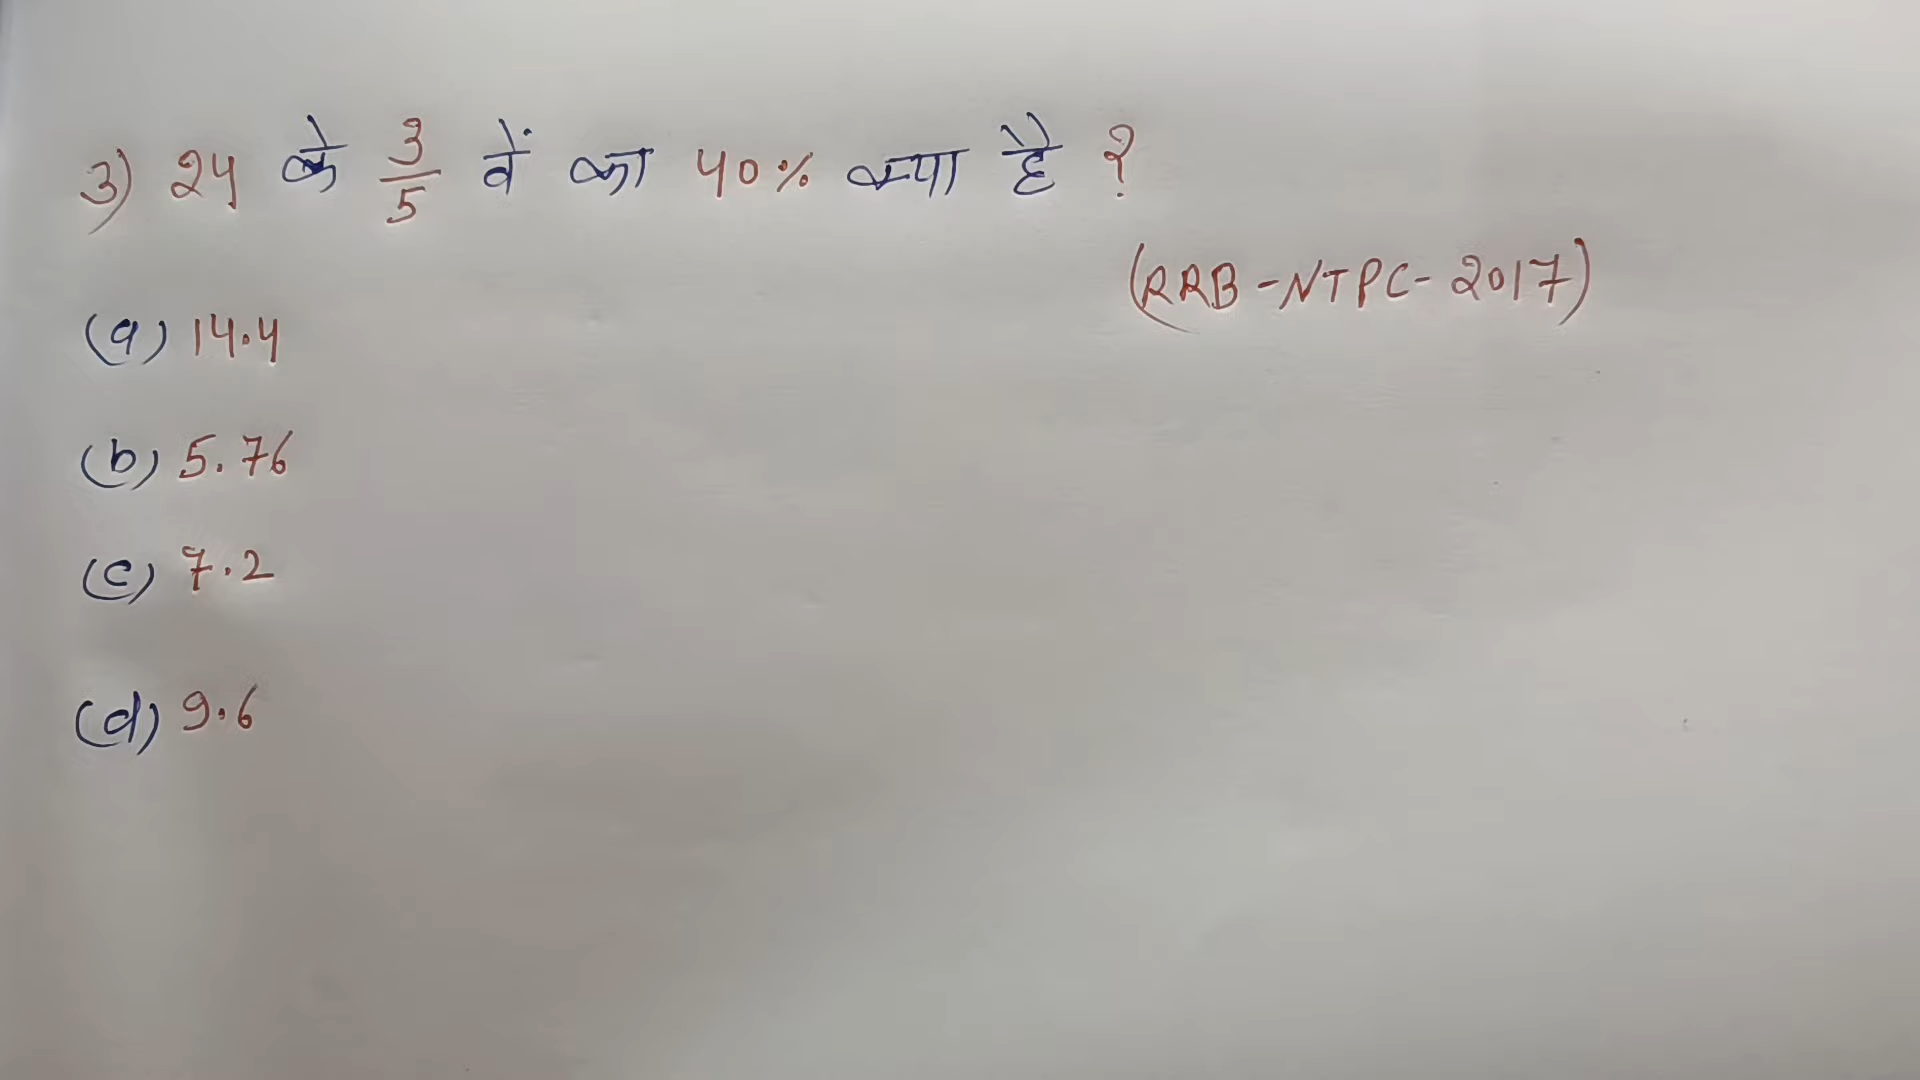 3) 24 के 3/5 वें का 40% क्या है ?
(RRB-NTPC-2017)
(a) 14.4
(b) 5.76
(c) 7.2
(d) 9.6